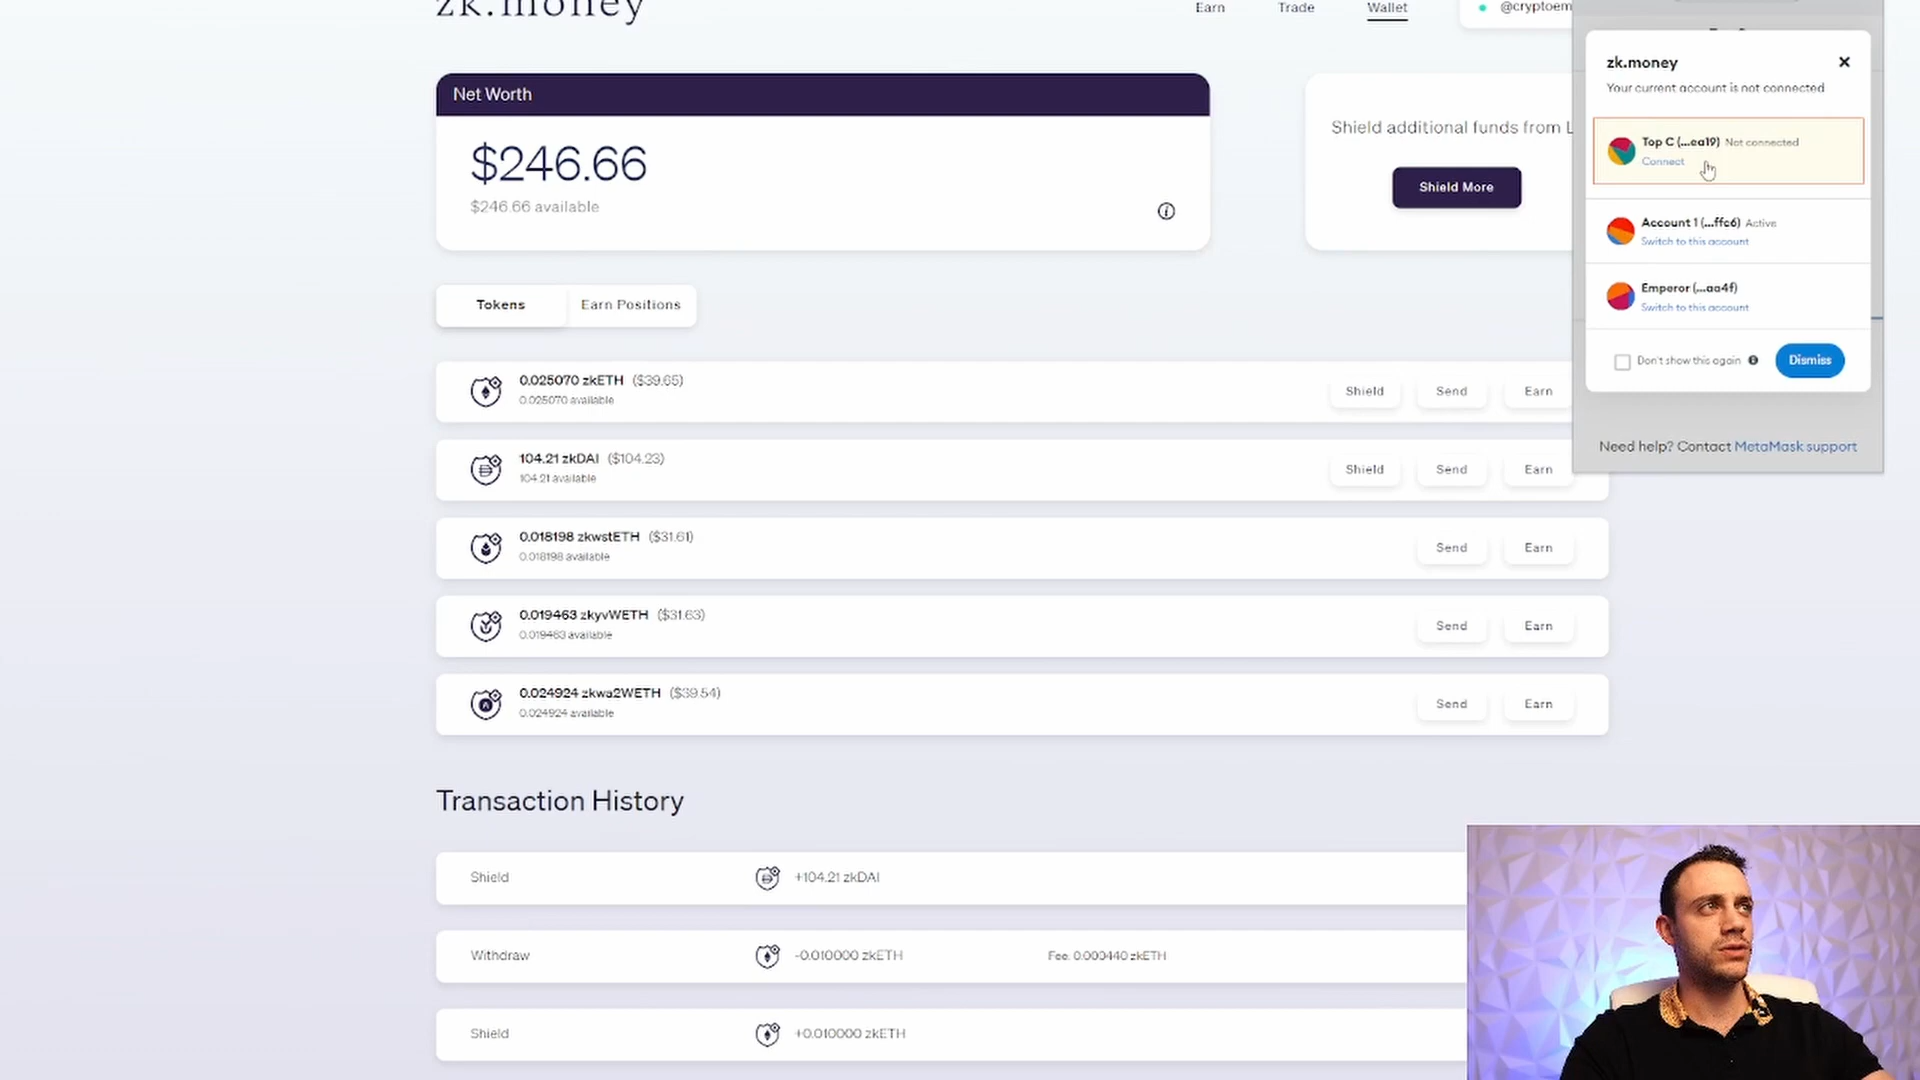 zk.money
Earn
Trade
Wallet
@cryptoem
Net Worth
$246.66
$246.66 available
Shield additional funds from L
Shield More
Tokens
Earn Positions
0.025070 zkETH ($39.65)
0.025070 available
Shield
Send
Earn
104.21 zkDAI ($104.23)
104.21 available
Shield
Send
Earn
0.018198 zkwstETH ($31.61)
0.018198 available
Send
Earn
0.019463 zkyvWETH ($31.63)
0.019463 available
Send
Earn
0.024924 zkwa2WETH ($39.54)
0.024924 available
Send
Earn
Transaction History
Shield
+104.21 zkDAI
Withdraw
-0.010000 zkETH
Fee: 0.000440 zkETH
Shield
+0.010000 zkETH
zk.money
Your current account is not connected
Top C (...ea19) Not connected
Connect
Account 1 (...ffc6) Active
Switch to this account
Emperor (...aa4f)
Switch to this account
Don't show this again
Dismiss
Need help? Contact MetaMask support